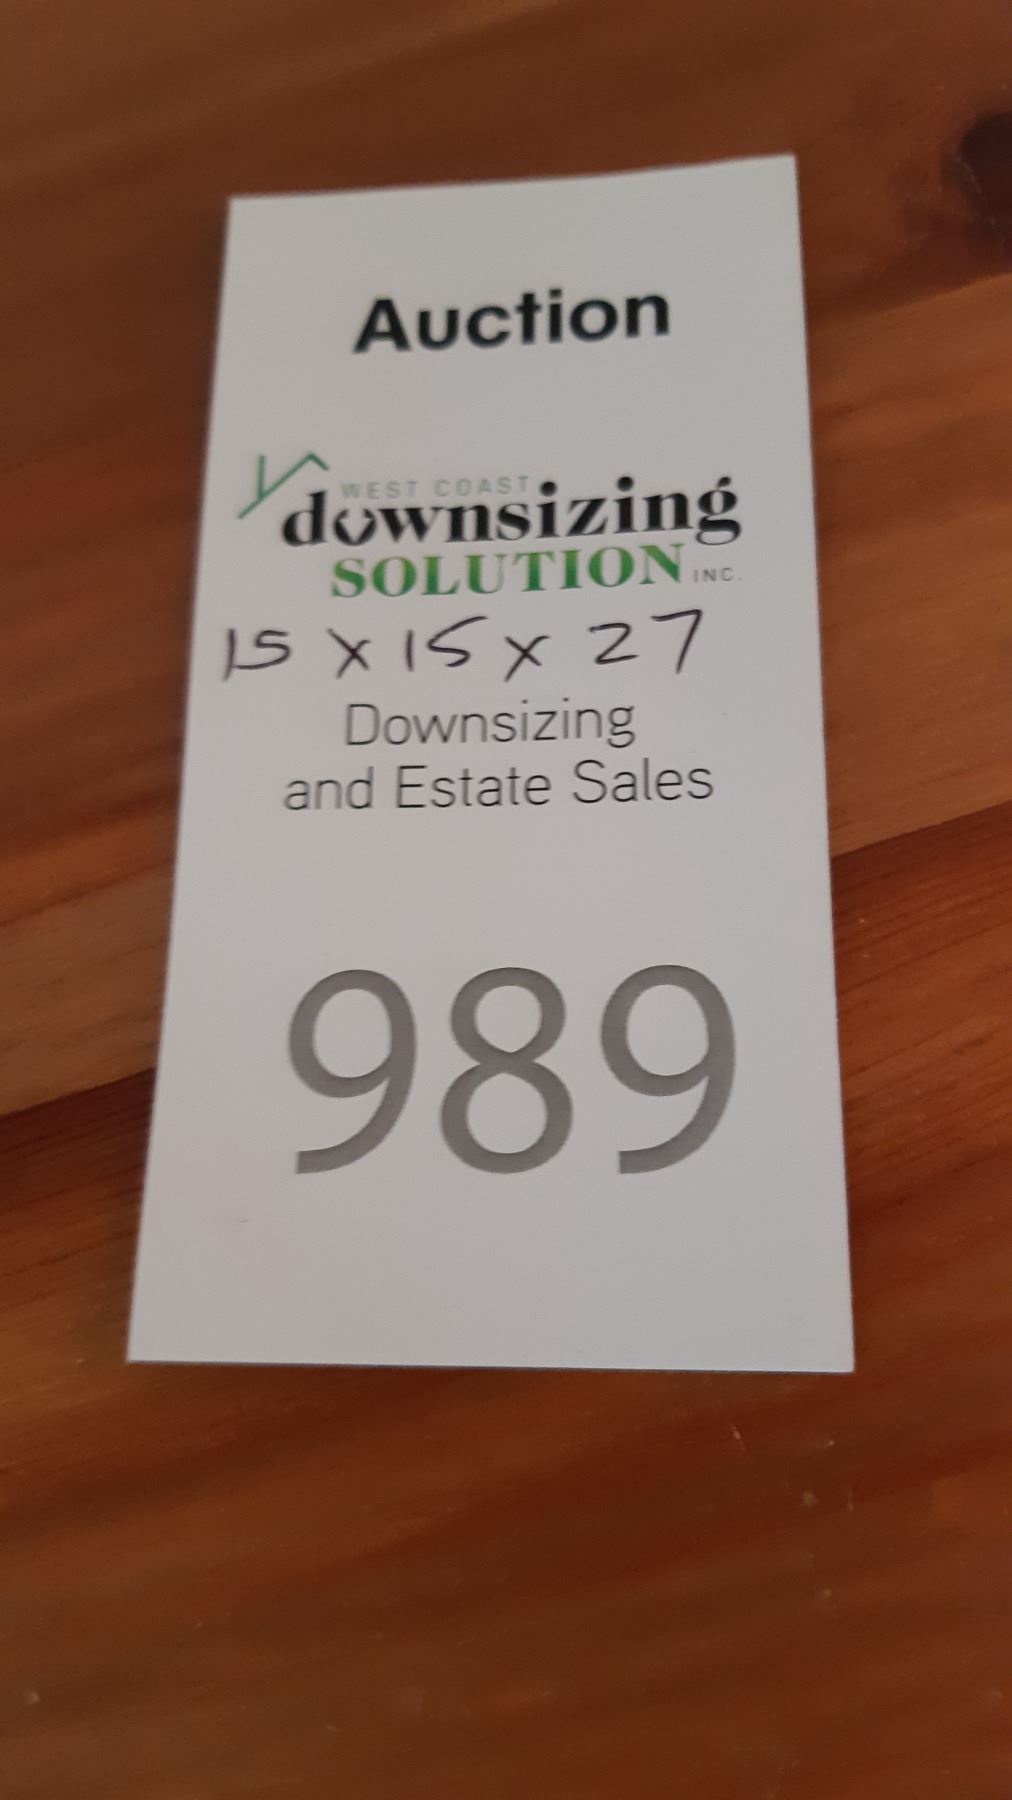 Auction
WEST COAST
downsizing
SOLUTION INC.
15 x 15 x 27
Downsizing
and Estate Sales
989